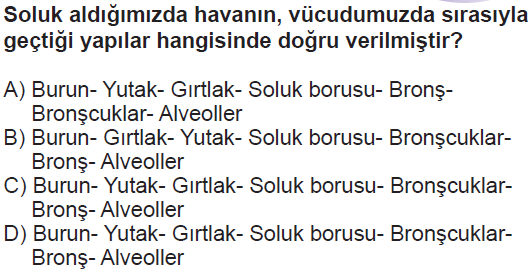 Soluk aldığımızda havanın, vücudumuzda sırasıyla
geçtiği yapılar hangisinde doğru verilmiştir?
A) Burun- Yutak- Gırtlak- Soluk borusu- Bronş-
Bronşcuklar- Alveoller
B) Burun- Gırtlak- Yutak- Soluk borusu- Bronşcuklar-
Bronş- Alveoller
C) Burun- Yutak- Gırtlak- Soluk borusu- Bronşcuklar-
Bronş- Alveoller
D) Burun- Yutak- Gırtlak- Soluk borusu- Bronşcuklar-
Bronş- Alveoller